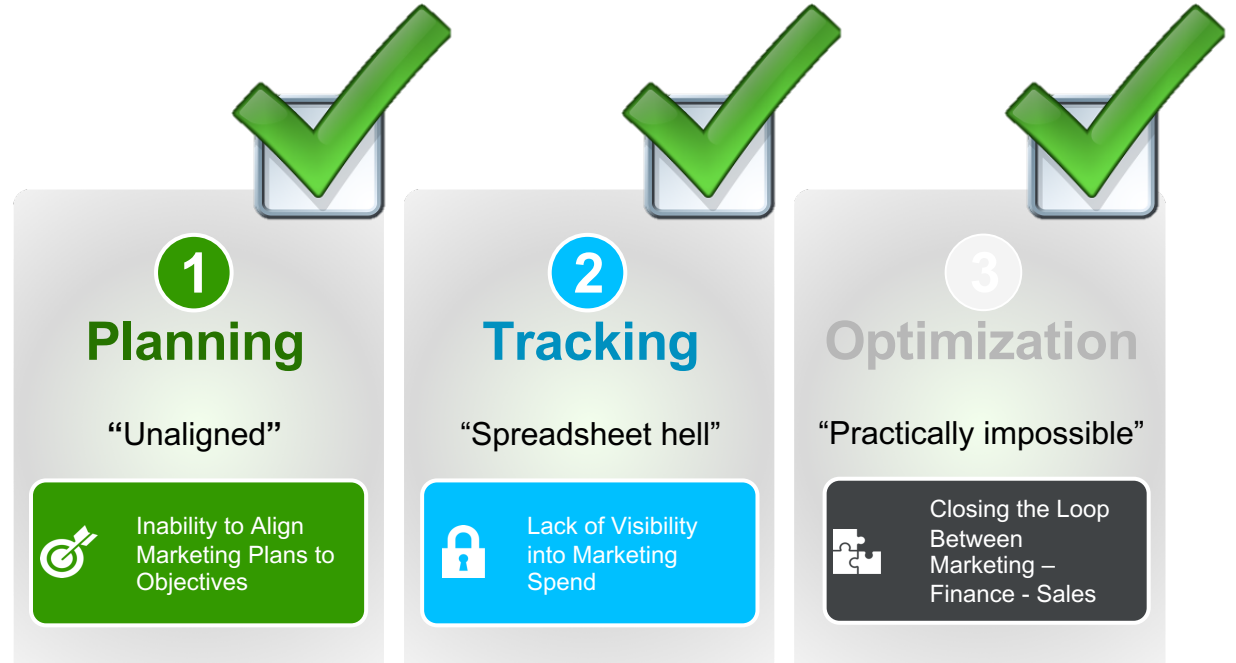 1
Planning
“Unaligned”
Inability to Align
Marketing Plans to
Objectives
2
Tracking
“Spreadsheet hell”
Lack of Visibility
into Marketing
Spend
3
Optimization
“Practically impossible”
Closing the Loop
Between
Marketing –
Finance - Sales